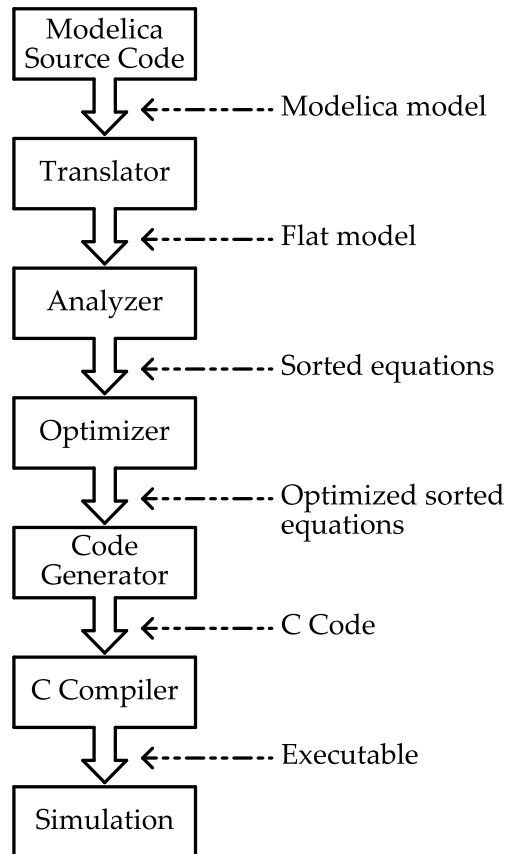 Modelica
Source Code
Modelica model
Translator
Flat model
Analyzer
Sorted equations
Optimizer
Optimized sorted
equations
Code
Generator
C Code
C Compiler
Executable
Simulation